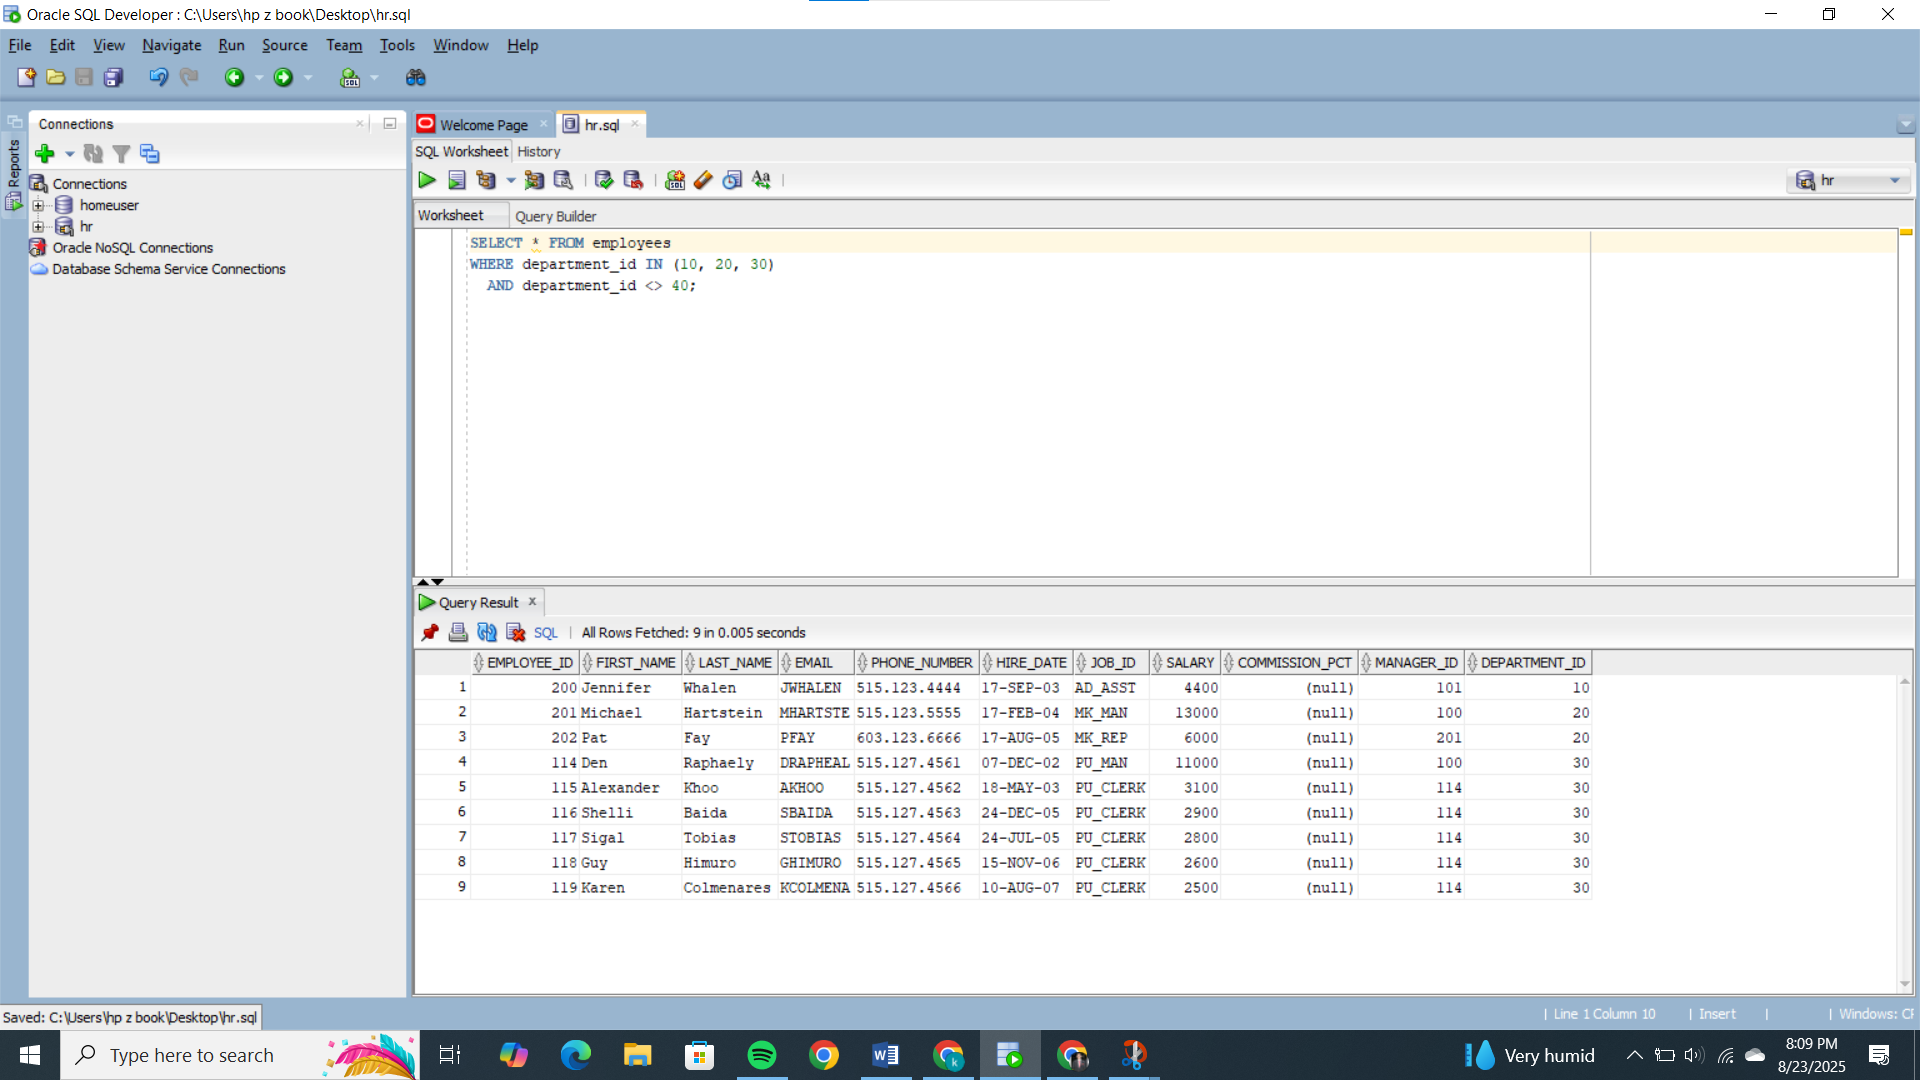 Oracle SQL Developer : C:\Users\hp z book\Desktop\hr.sql
File Edit View Navigate Run Source Team Tools Window Help
Reports
Connections
Connections
homeuser
hr
Oracle NoSQL Connections
Database Schema Service Connections
Welcome Page
hr.sql
SQL Worksheet History
hr
Worksheet Query Builder
SELECT * FROM employees
WHERE department_id IN (10, 20, 30)
AND department_id <> 40;
Query Result
SQL | All Rows Fetched: 9 in 0.005 seconds
EMPLOYEE_ID FIRST_NAME LAST_NAME EMAIL PHONE_NUMBER HIRE_DATE JOB_ID SALARY COMMISSION_PCT MANAGER_ID DEPARTMENT_ID
1 200 Jennifer Whalen JWHALEN 515.123.4444 17-SEP-03 AD_ASST 4400 (null) 101 10
2 201 Michael Hartstein MHARTSTE 515.123.5555 17-FEB-04 MK_MAN 13000 (null) 100 20
3 202 Pat Fay PFAY 603.123.6666 17-AUG-05 MK_REP 6000 (null) 201 20
4 114 Den Raphaely DRAPHEAL 515.127.4561 07-DEC-02 PU_MAN 11000 (null) 100 30
5 115 Alexander Khoo AKHOO 515.127.4562 18-MAY-03 PU_CLERK 3100 (null) 114 30
6 116 Shelli Baida SBAIDA 515.127.4563 24-DEC-05 PU_CLERK 2900 (null) 114 30
7 117 Sigal Tobias STOBIAS 515.127.4564 24-JUL-05 PU_CLERK 2800 (null) 114 30
8 118 Guy Himuro GHIMURO 515.127.4565 15-NOV-06 PU_CLERK 2600 (null) 114 30
9 119 Karen Colmenares KCOLMENA 515.127.4566 10-AUG-07 PU_CLERK 2500 (null) 114 30
Saved: C:\Users\hp z book\Desktop\hr.sql
| Line 1 Column 10 | Insert | | Windows: CF
Type here to search
Very humid
8:09 PM
8/23/2025